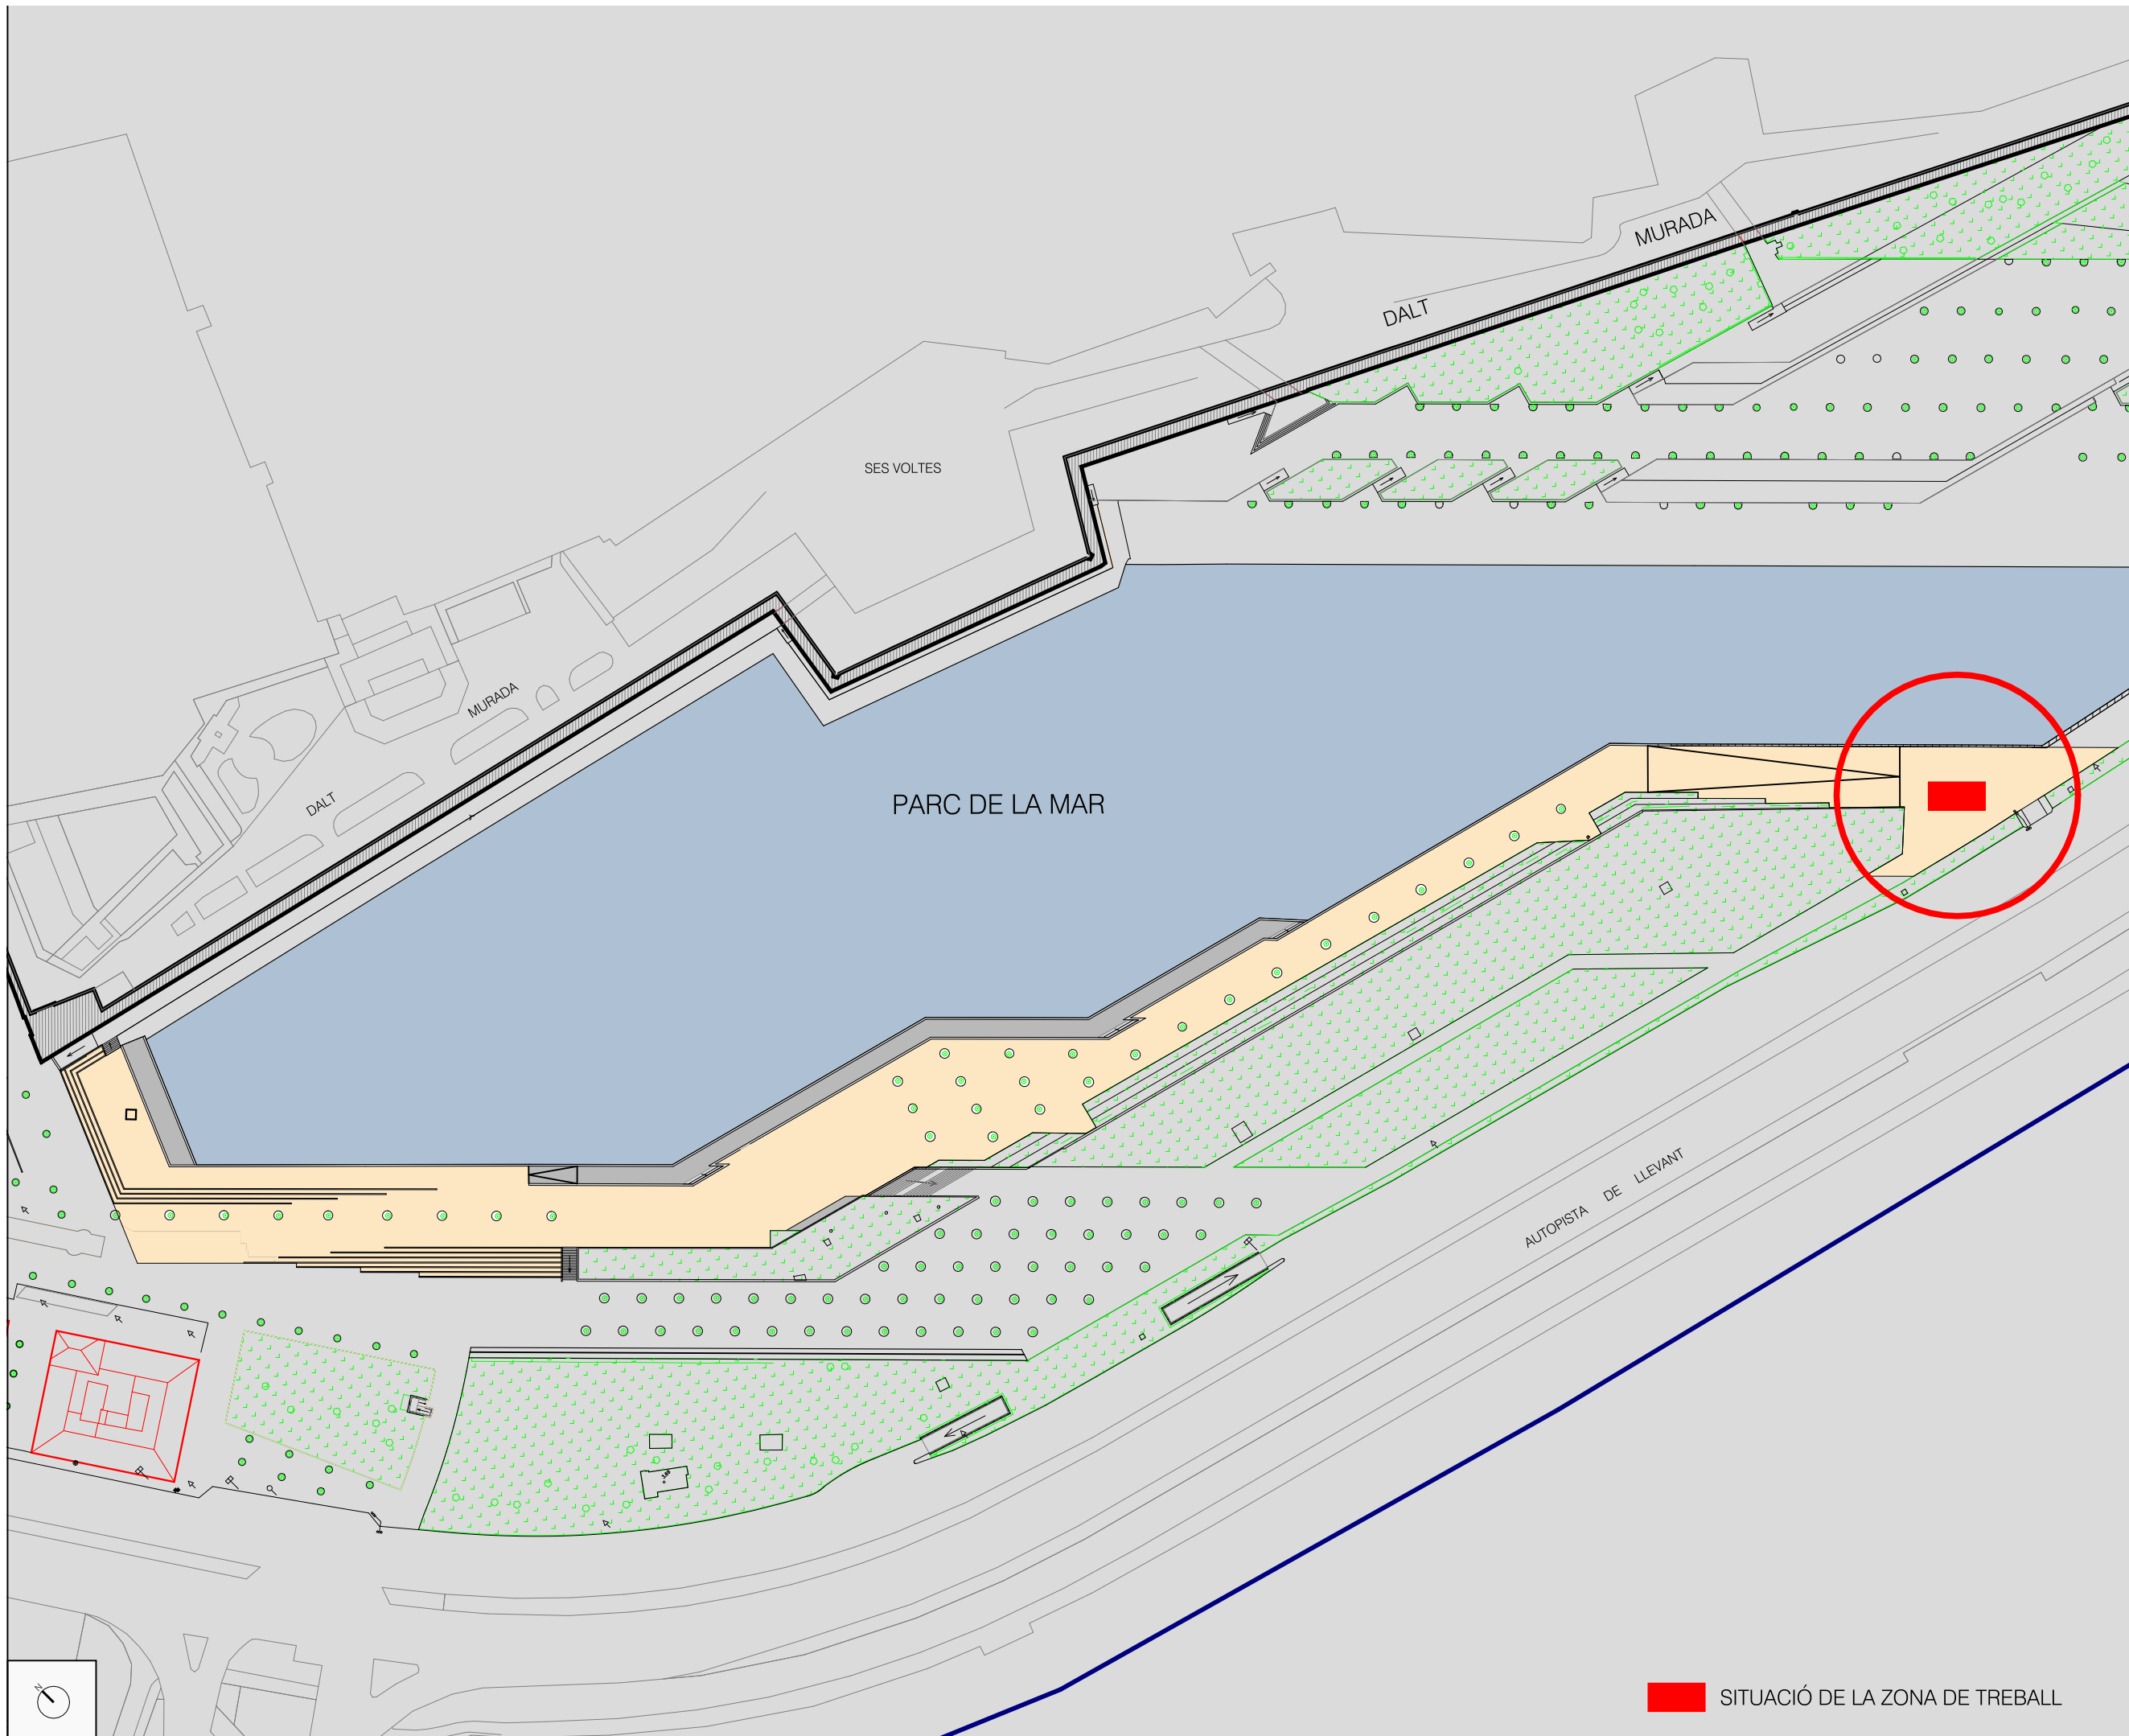 MURADA
DALT
SES VOLTES
MURADA
DALT
PARC DE LA MAR
AUTOPISTA DE LLEVANT
N
SITUACIÓ DE LA ZONA DE TREBALL